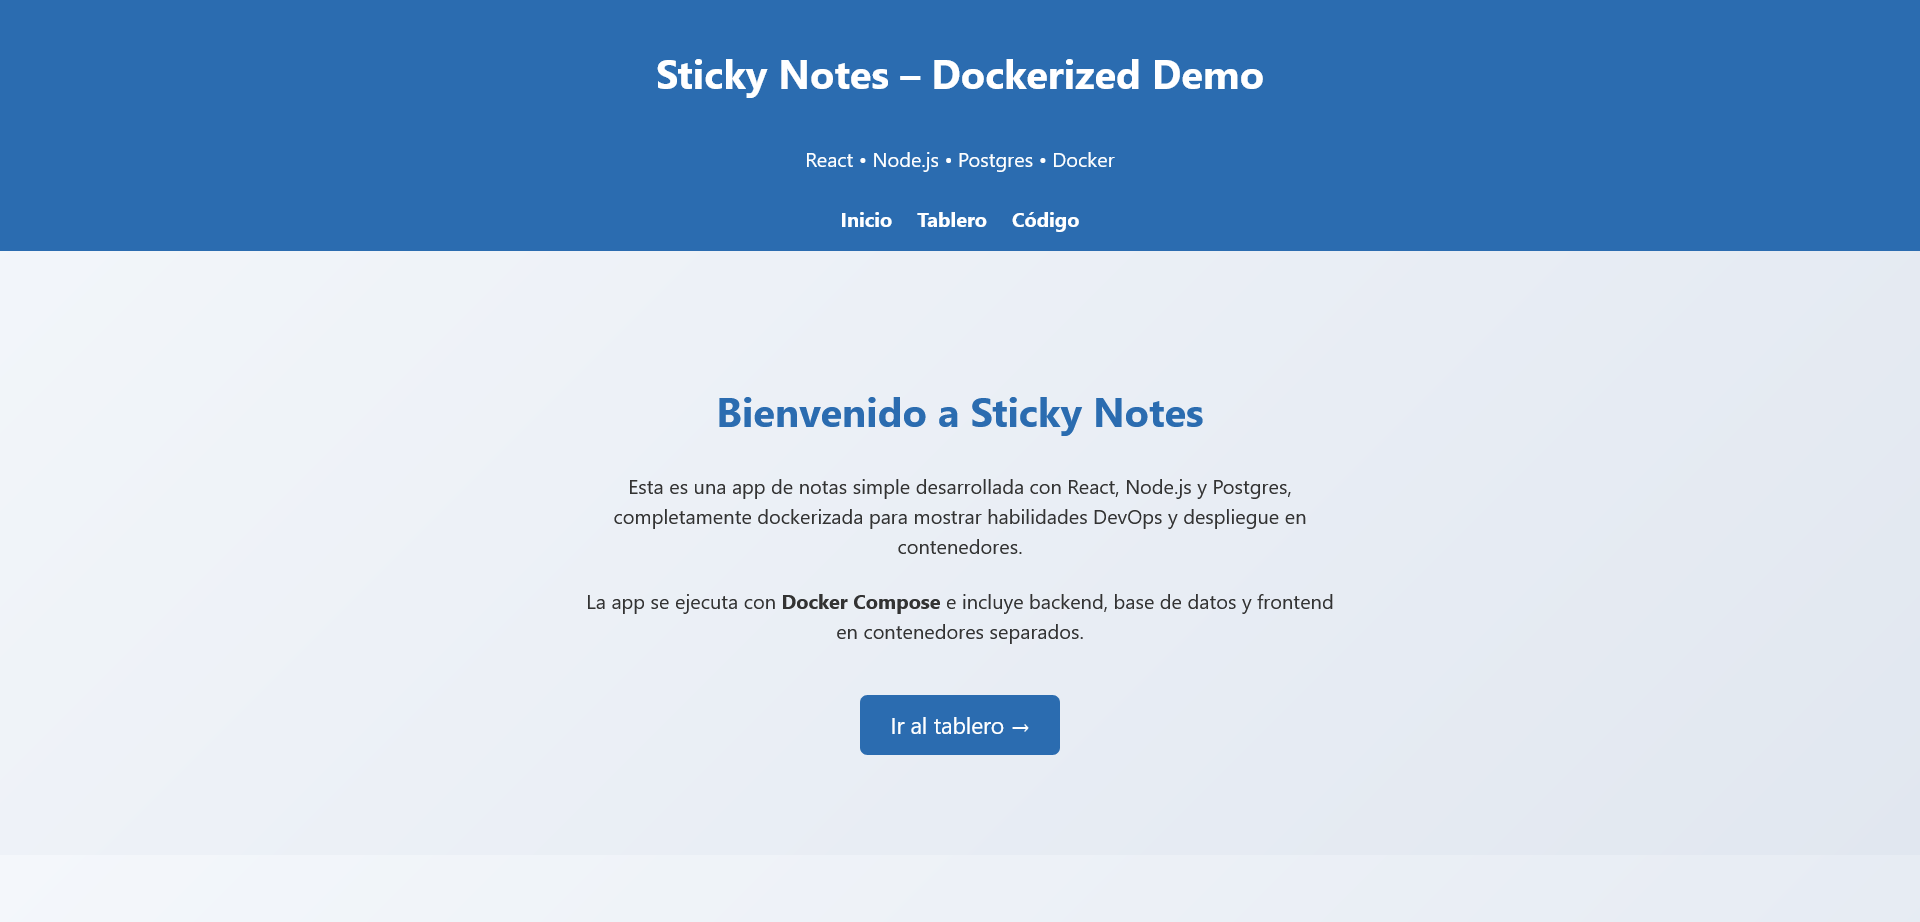 Sticky Notes – Dockerized Demo
React • Node.js • Postgres • Docker
Inicio Tablero Código
Bienvenido a Sticky Notes
Esta es una app de notas simple desarrollada con React, Node.js y Postgres,
completamente dockerizada para mostrar habilidades DevOps y despliegue en
contenedores.
La app se ejecuta con Docker Compose e incluye backend, base de datos y frontend
en contenedores separados.
Ir al tablero →